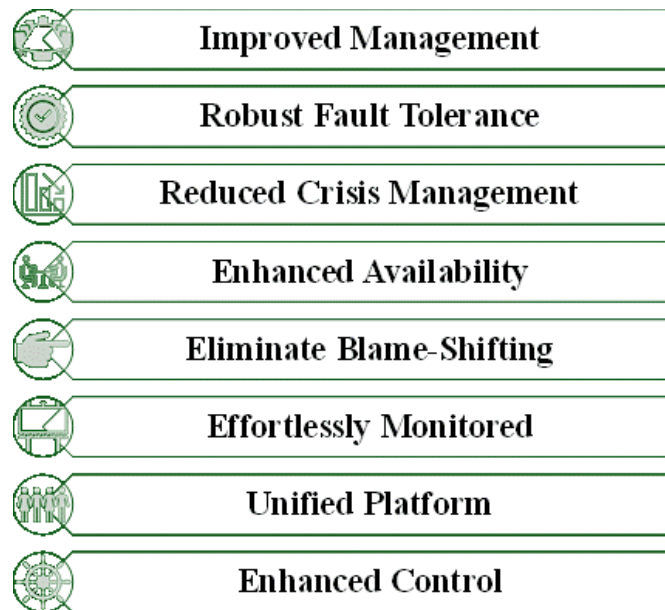 Improved Management
Robust Fault Tolerance
Reduced Crisis Management
Enhanced Availability
Eliminate Blame-Shifting
Effortlessly Monitored
Unified Platform
Enhanced Control